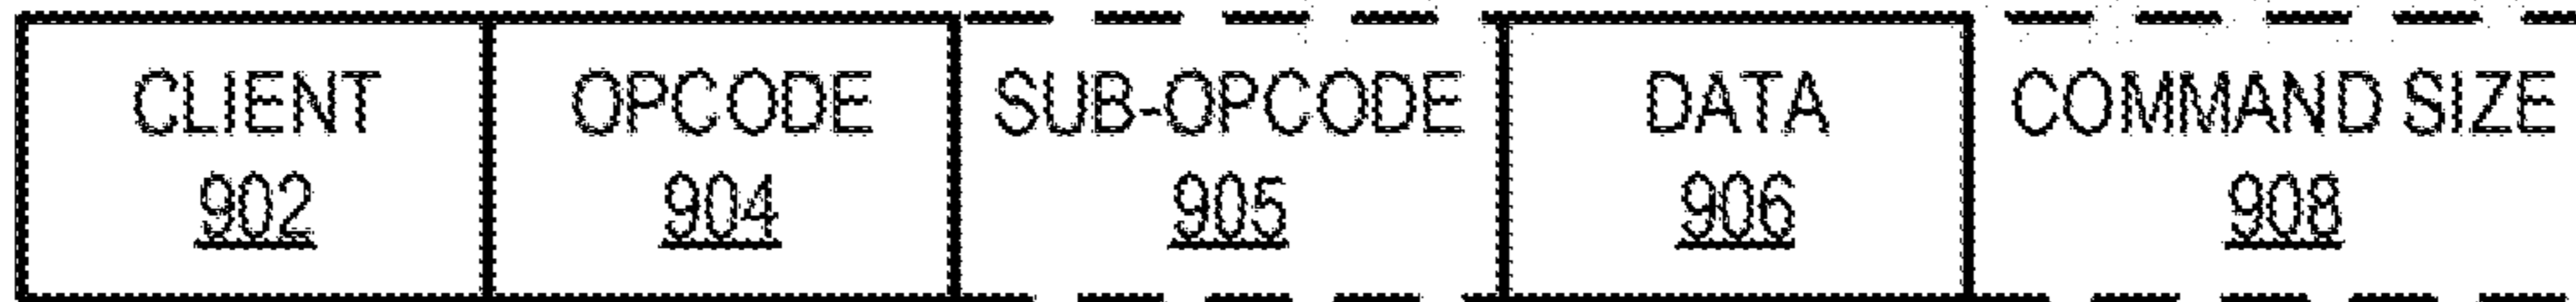 CLIENT
902
OPCODE
904
SUB-OPCODE
905
DATA
906
COMMAND SIZE
908